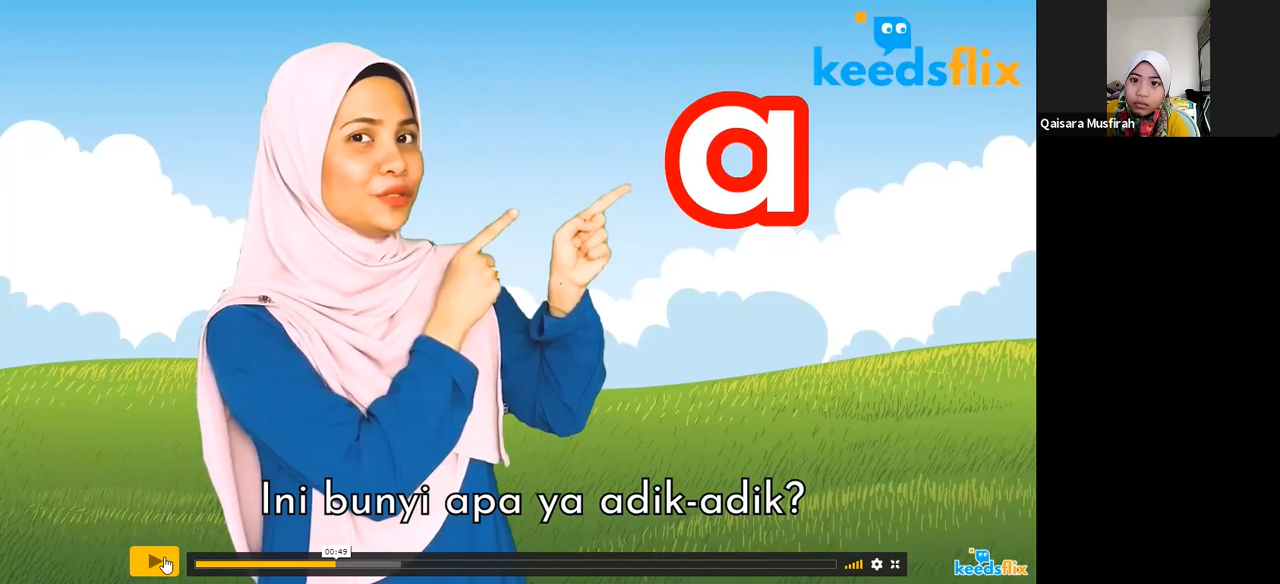 keedsflix
a
Qaisara Musfirah
Ini bunyi apa ya adik-adik?
00:49
keedsflix